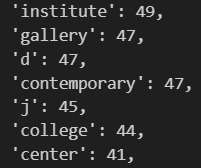 'institute': 49,
'gallery': 47,
'd': 47,
'contemporary': 47,
'j': 45,
'college': 44,
'center': 41,